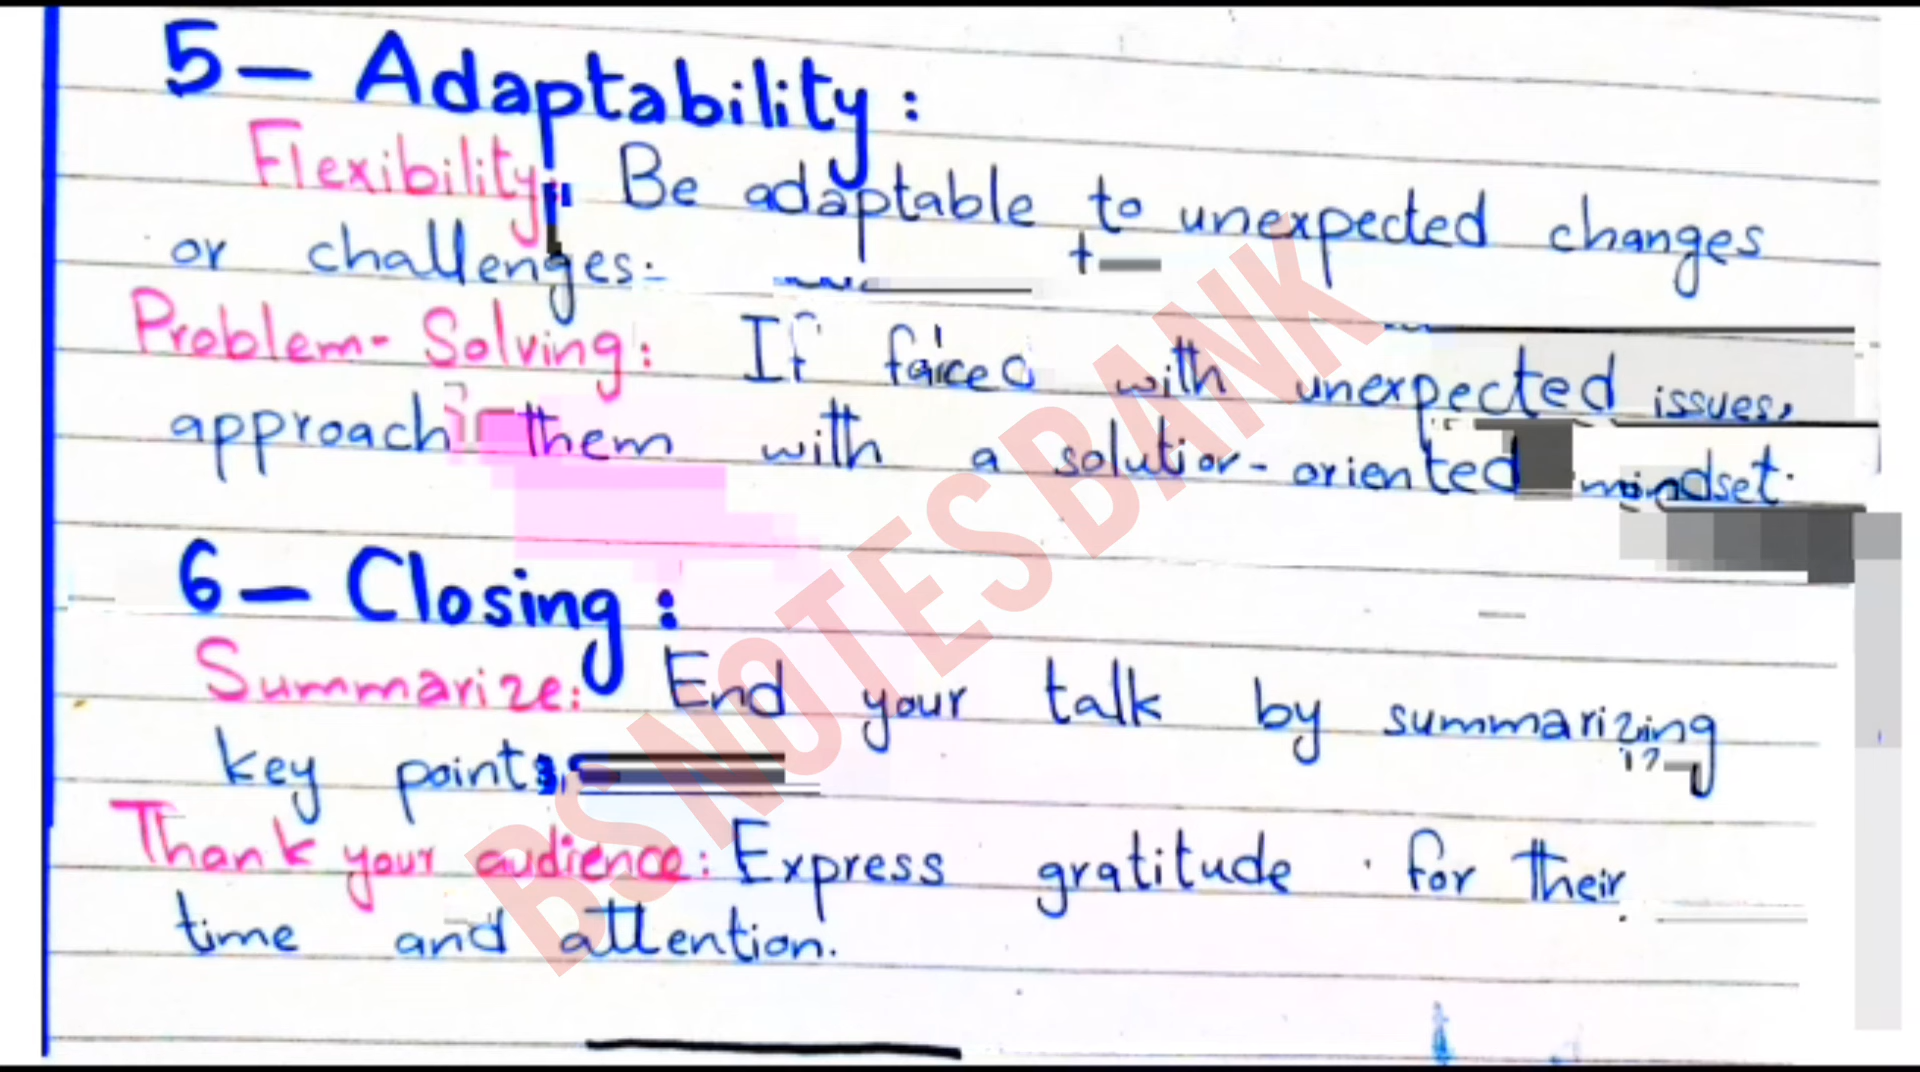 5— Adaptability:
Flexibility: Be adaptable to unexpected changes
or challenges.
Problem-Solving: If faced with unexpected issues,
approach them with a solution-oriented mindset.
6— Closing:
Summarize: End your talk by summarizing
key points,
Thank your audience: Express gratitude for their
time and attention.
BS NOTES BANK